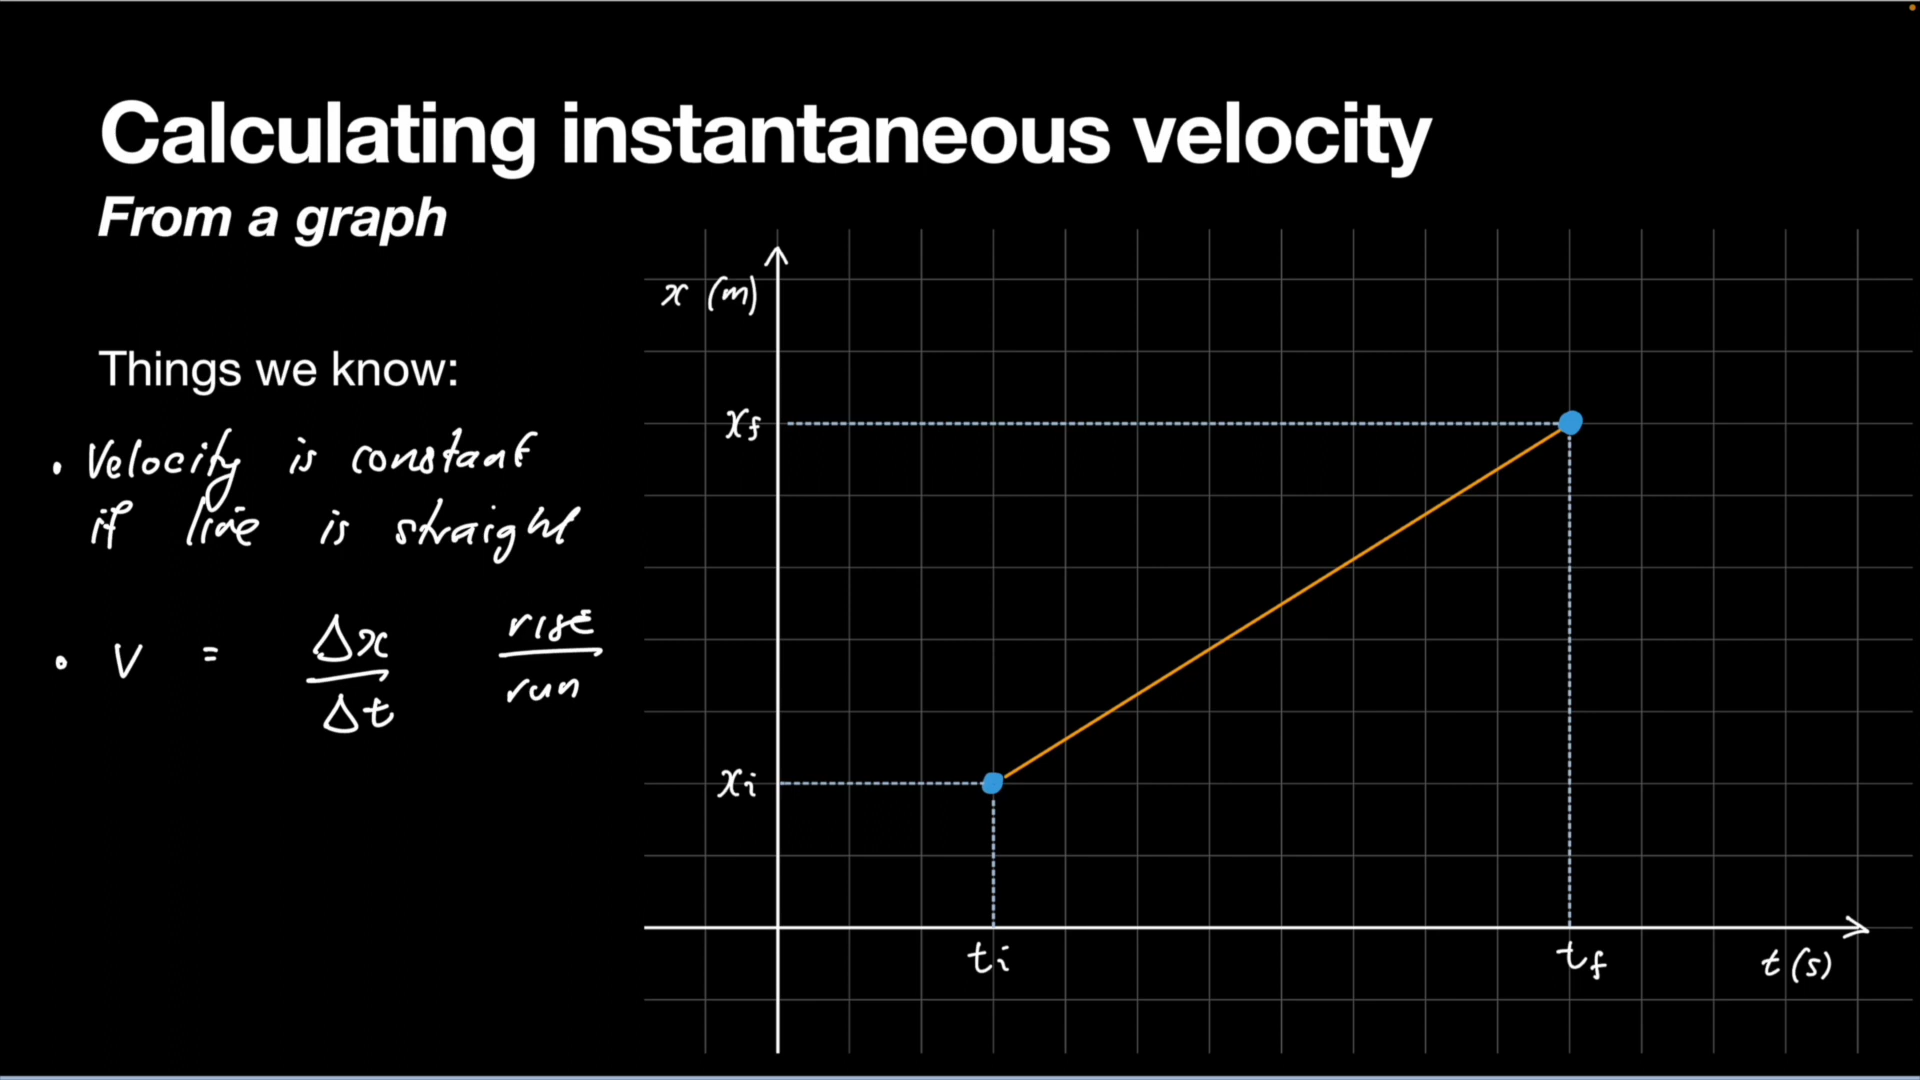 Calculating instantaneous velocity
From a graph
Things we know:
• Velocity is constant
if line is straight
• v = Δx/Δt rise/run
x (m)
xf
xi
ti
tf
t (s)